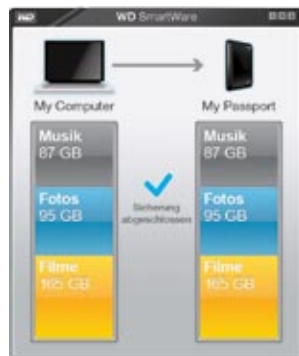 WD WD SmartWare
My Computer
My Passport
Musik
87 GB
Fotos
95 GB
Filme
165 GB
Sicherung
abgeschlossen
Musik
87 GB
Fotos
95 GB
Filme
165 GB